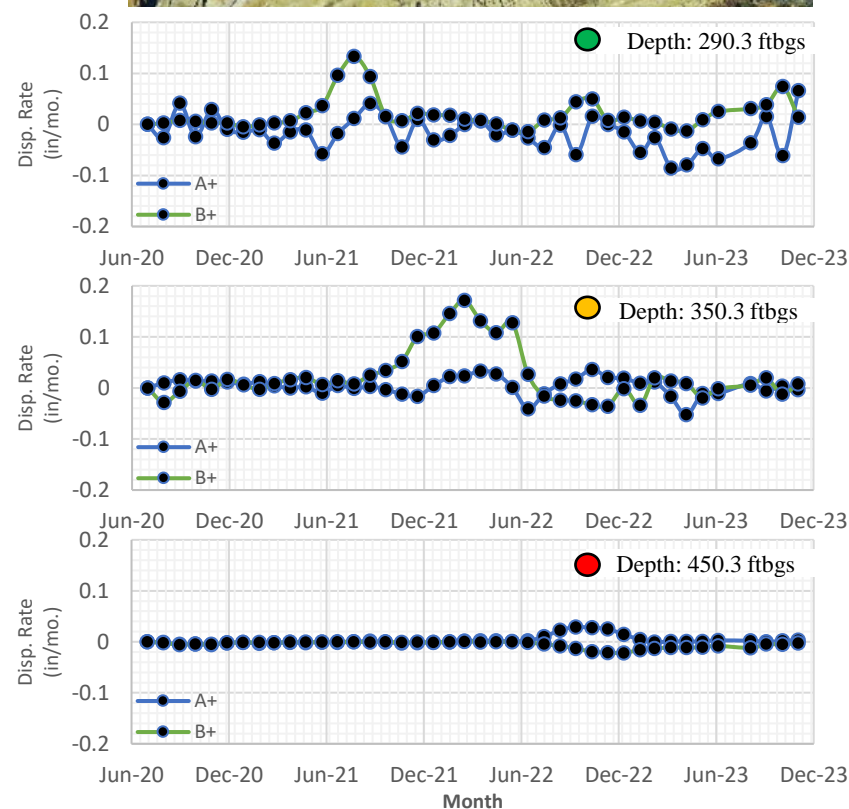 0.2
Depth: 290.3 ftbgs
0.1
0
-0.1
-0.2
Disp. Rate
(in/mo.)
A+
B+
Jun-20 Dec-20 Jun-21 Dec-21 Jun-22 Dec-22 Jun-23 Dec-23
0.2
Depth: 350.3 ftbgs
0.1
0
-0.1
-0.2
Disp. Rate
(in/mo.)
A+
B+
Jun-20 Dec-20 Jun-21 Dec-21 Jun-22 Dec-22 Jun-23 Dec-23
0.2
Depth: 450.3 ftbgs
0.1
0
-0.1
-0.2
Disp. Rate
(in/mo.)
A+
B+
Jun-20 Dec-20 Jun-21 Dec-21 Jun-22 Dec-22 Jun-23 Dec-23
Month